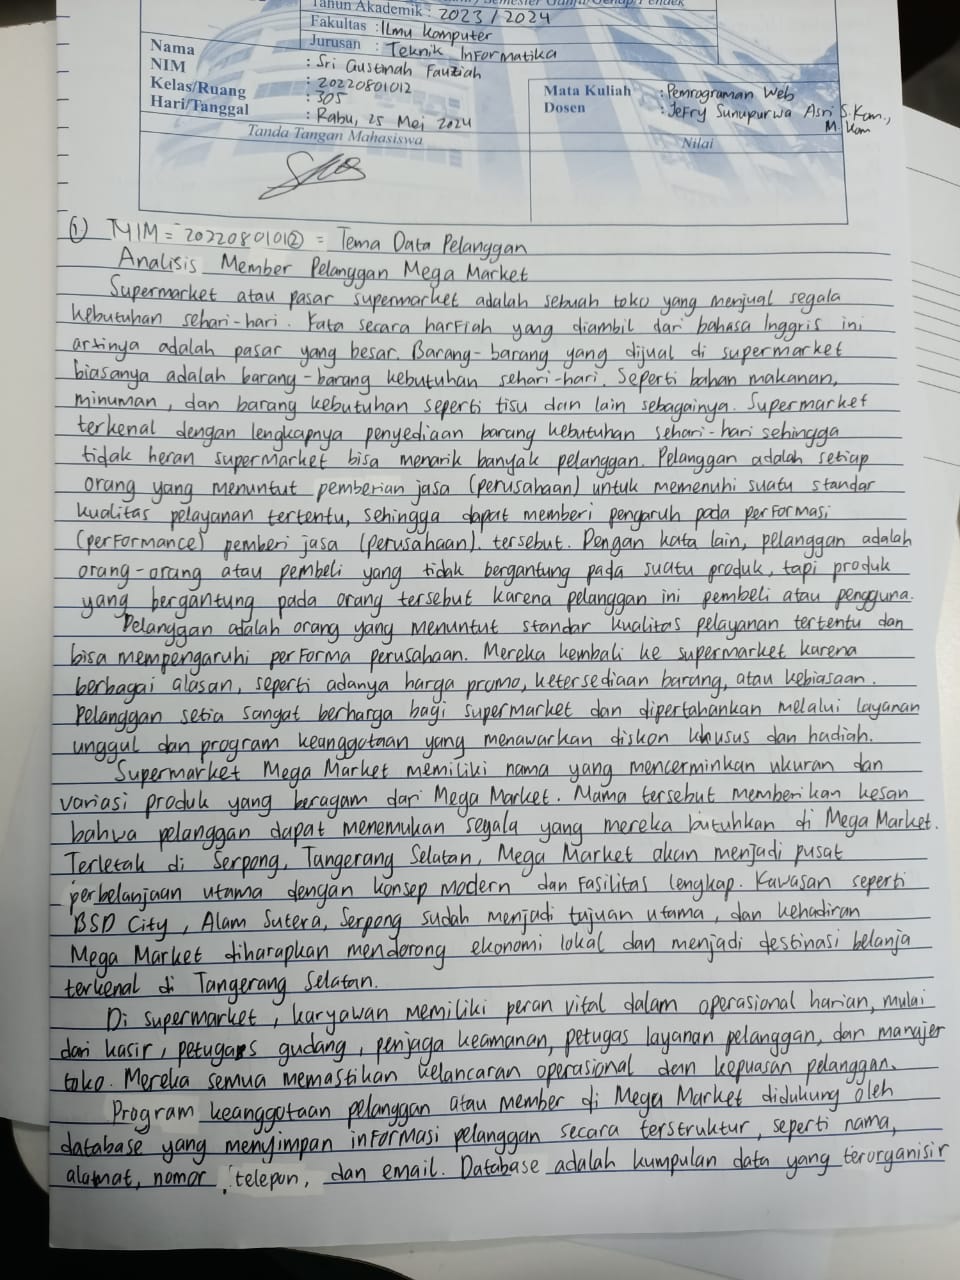 Tahun Akademik : 2023/2024
Fakultas : Ilmu Komputer
Jurusan : Teknik Informatika
Nama : Sri Gustinah Fauziah
NIM : 20220801012
Kelas/Ruang : 305
Hari/Tanggal : Rabu, 25 Mei 2024
Mata Kuliah : Pemrograman Web
Dosen : Jefry Sunupurwa Asri S.Kom., M.Kom
Tanda Tangan Mahasiswa
Nilai
① NIM = 20220801012 = Tema Data Pelanggan
Analisis Member Pelanggan Mega Market
Supermarket atau pasar supermarket adalah sebuah toko yang menjual segala
kebutuhan sehari-hari. Kata secara harfiah yang diambil dari bahasa Inggris ini
artinya adalah pasar yang besar. Barang-barang yang dijual di supermarket
biasanya adalah barang-barang kebutuhan sehari-hari. Seperti bahan makanan,
minuman, dan barang kebutuhan seperti tisu dan lain sebagainya. Supermarket
terkenal dengan lengkapnya penyediaan barang kebutuhan sehari-hari sehingga
tidak heran supermarket bisa menarik banyak pelanggan. Pelanggan adalah setiap
orang yang menuntut pemberian jasa (perusahaan) untuk memenuhi suatu standar
kualitas pelayanan tertentu, sehingga dapat memberi pengaruh pada performasi
(performance) pemberi jasa (perusahaan). tersebut. Dengan kata lain, pelanggan adalah
orang-orang atau pembeli yang tidak bergantung pada suatu produk, tapi produk
yang bergantung pada orang tersebut karena pelanggan ini pembeli atau pengguna.
Pelanggan adalah orang yang menuntut standar kualitas pelayanan tertentu dan
bisa mempengaruhi performa perusahaan. Mereka kembali ke supermarket karena
berbagai alasan, seperti adanya harga promo, ketersediaan barang, atau kebiasaan.
Pelanggan setia sangat berharga bagi supermarket dan dipertahankan melalui layanan
unggul dan program keanggotaan yang menawarkan diskon khusus dan hadiah.
Supermarket Mega Market memiliki nama yang mencerminkan ukuran dan
variasi produk yang beragam dari Mega Market. Nama tersebut memberikan kesan
bahwa pelanggan dapat menemukan segala yang mereka butuhkan di Mega Market.
Terletak di Serpong, Tangerang Selatan, Mega Market akan menjadi pusat
perbelanjaan utama dengan konsep modern dan fasilitas lengkap. Kawasan seperti
BSD City, Alam Sutera, Serpong sudah menjadi tujuan utama, dan kehadiran
Mega Market diharapkan mendorong ekonomi lokal dan menjadi destinasi belanja
terkenal di Tangerang Selatan.
Di supermarket, karyawan memiliki peran vital dalam operasional harian, mulai
dari kasir, petugas gudang, penjaga keamanan, petugas layanan pelanggan, dan manajer
toko. Mereka semua memastikan kelancaran operasional dan kepuasan pelanggan.
Program keanggotaan pelanggan atau member di Mega Market didukung oleh
database yang menyimpan informasi pelanggan secara terstruktur, seperti nama,
alamat, nomor telepon, dan email. Database adalah kumpulan data yang terorganisir